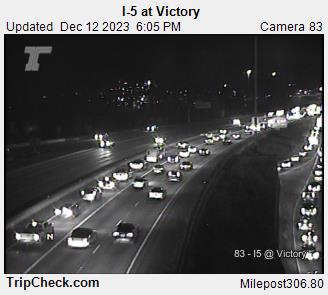 I-5 at Victory
Updated Dec 12 2023 6:05 PM Camera 83
T
N
83 - I5 @ Victory
TripCheck.com Milepost306.80